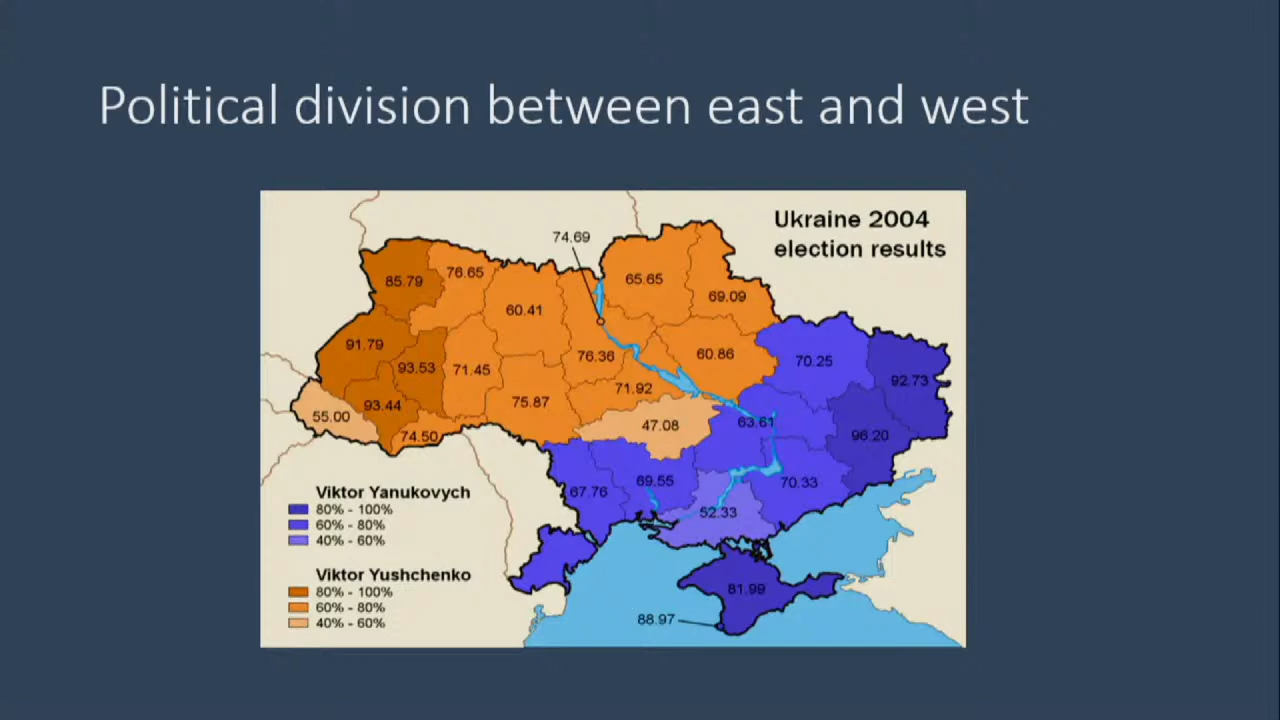 Political division between east and west
Ukraine 2004
election results
74.69
85.79
76.65
65.65
69.09
60.41
91.79
93.53
71.45
76.36
60.86
70.25
92.73
93.44
75.87
71.92
55.00
74.50
47.08
63.61
96.20
67.76
69.55
70.33
52.33
81.99
88.97
Viktor Yanukovych
80% - 100%
60% - 80%
40% - 60%
Viktor Yushchenko
80% - 100%
60% - 80%
40% - 60%